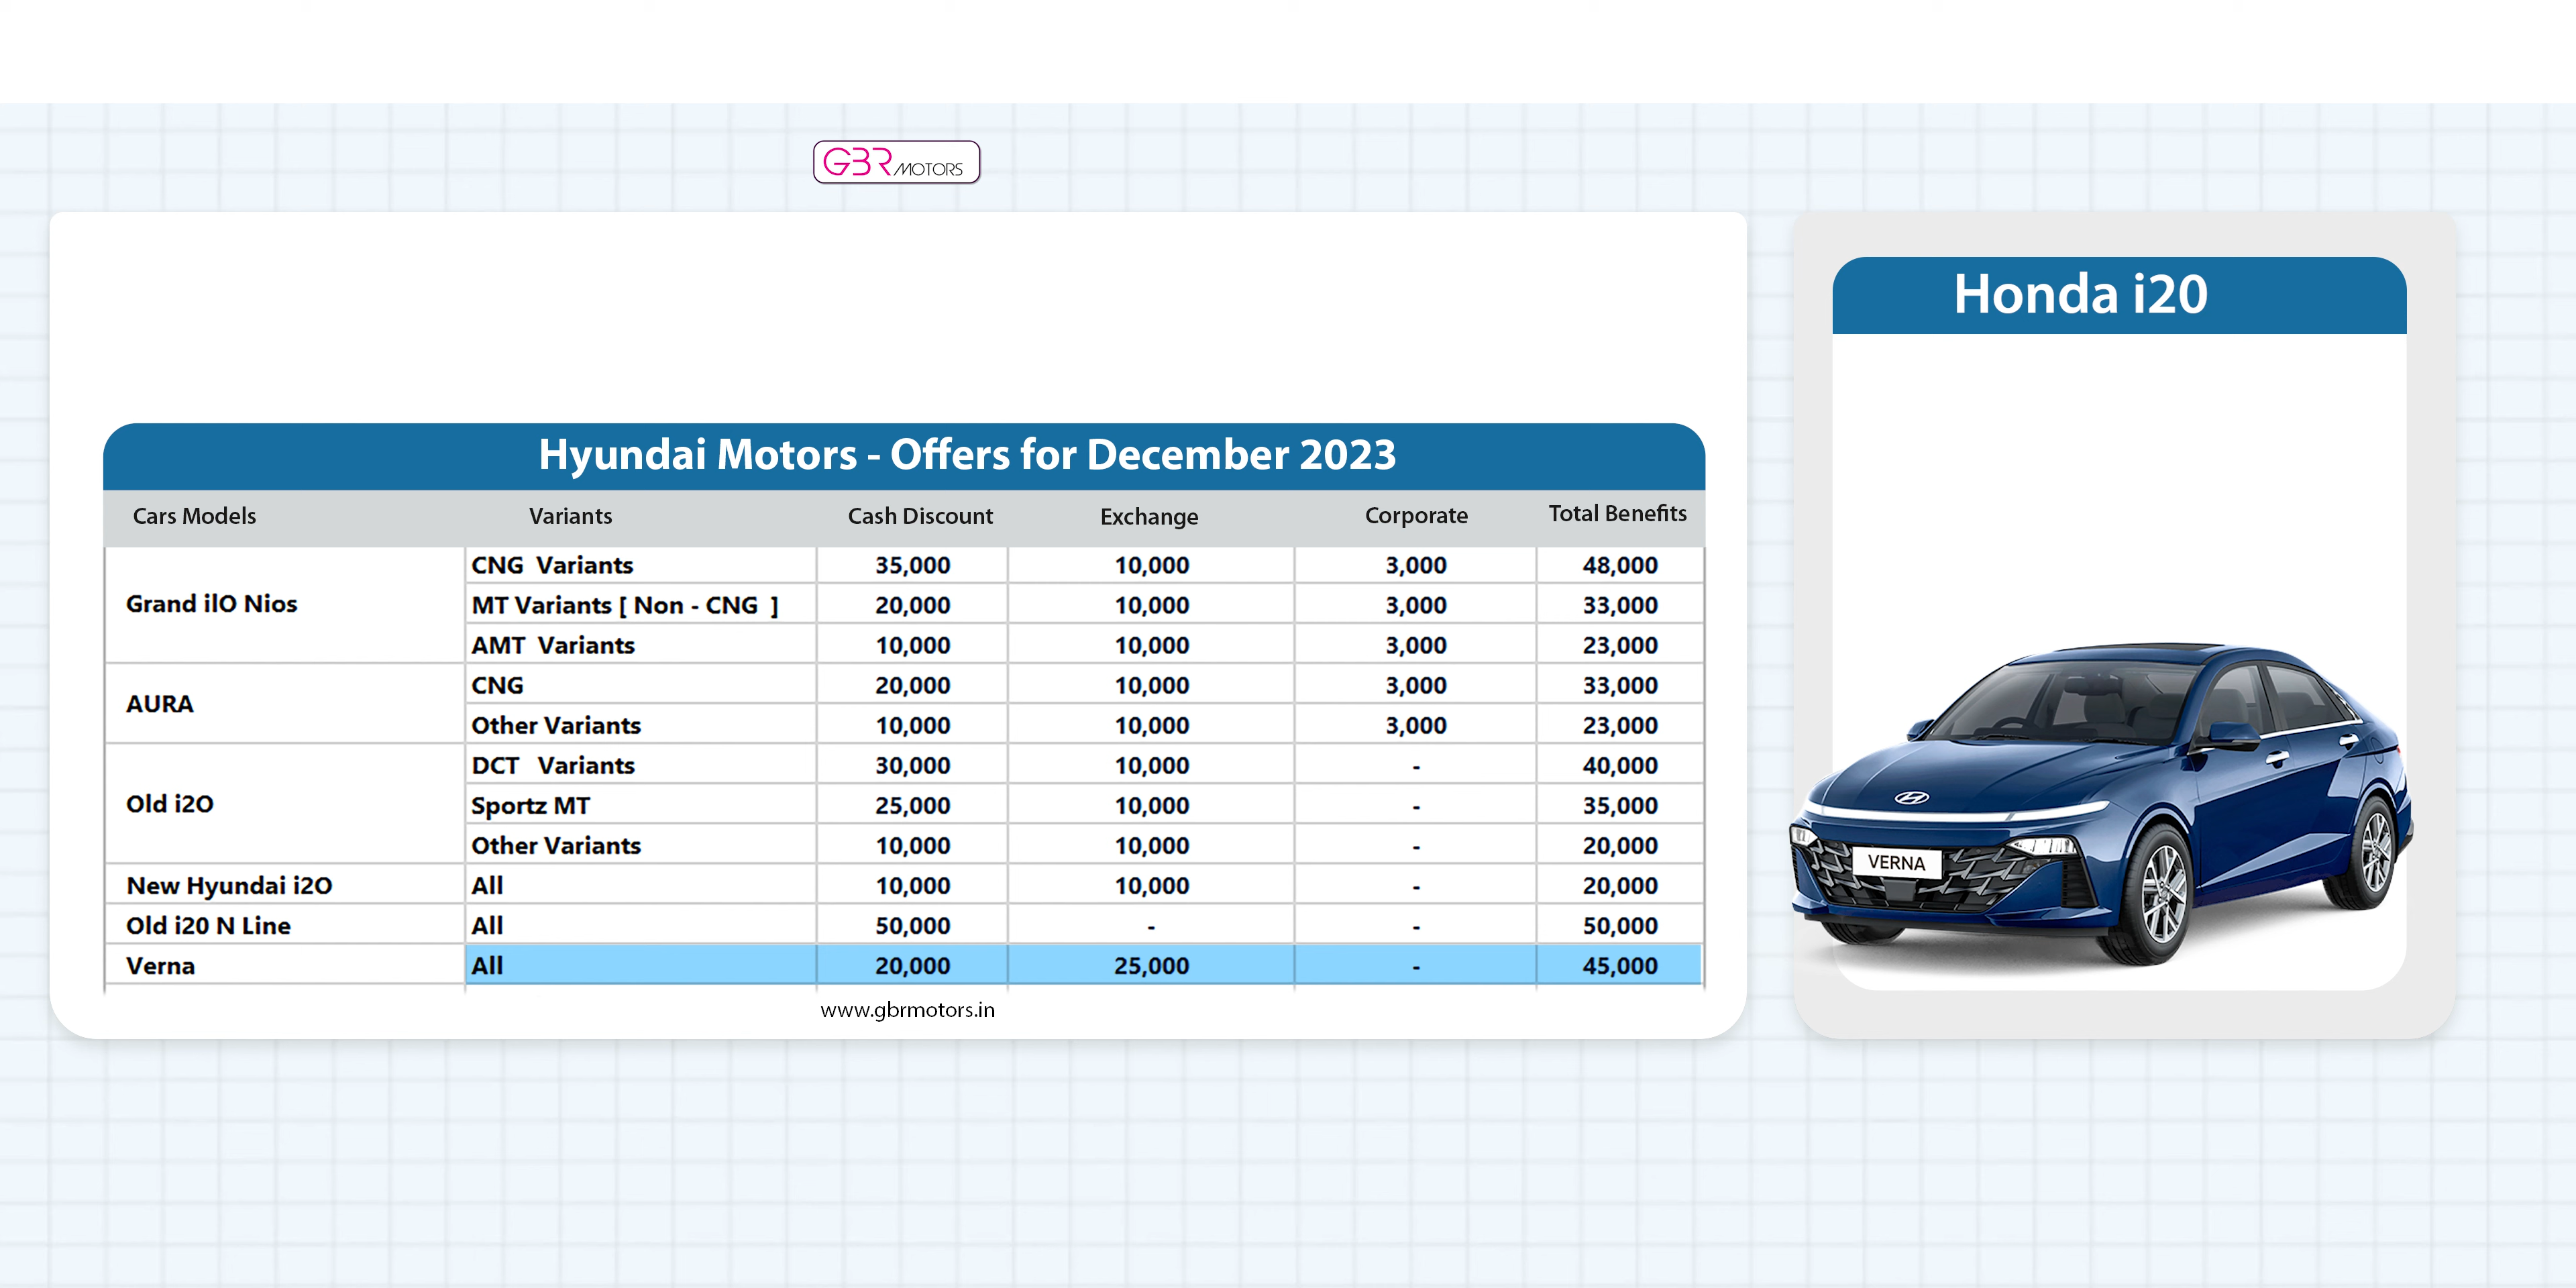 GBR MOTORS
Hyundai Motors - Offers for December 2023
Cars Models Variants Cash Discount Exchange Corporate Total Benefits
Grand ilO Nios
CNG Variants 35,000 10,000 3,000 48,000
MT Variants [ Non - CNG ] 20,000 10,000 3,000 33,000
AMT Variants 10,000 10,000 3,000 23,000
AURA
CNG 20,000 10,000 3,000 33,000
Other Variants 10,000 10,000 3,000 23,000
Old i2O
DCT Variants 30,000 10,000 - 40,000
Sportz MT 25,000 10,000 - 35,000
Other Variants 10,000 10,000 - 20,000
New Hyundai i2O All 10,000 10,000 - 20,000
Old i20 N Line All 50,000 - - 50,000
Verna All 20,000 25,000 - 45,000
www.gbrmotors.in
Honda i20
VERNA